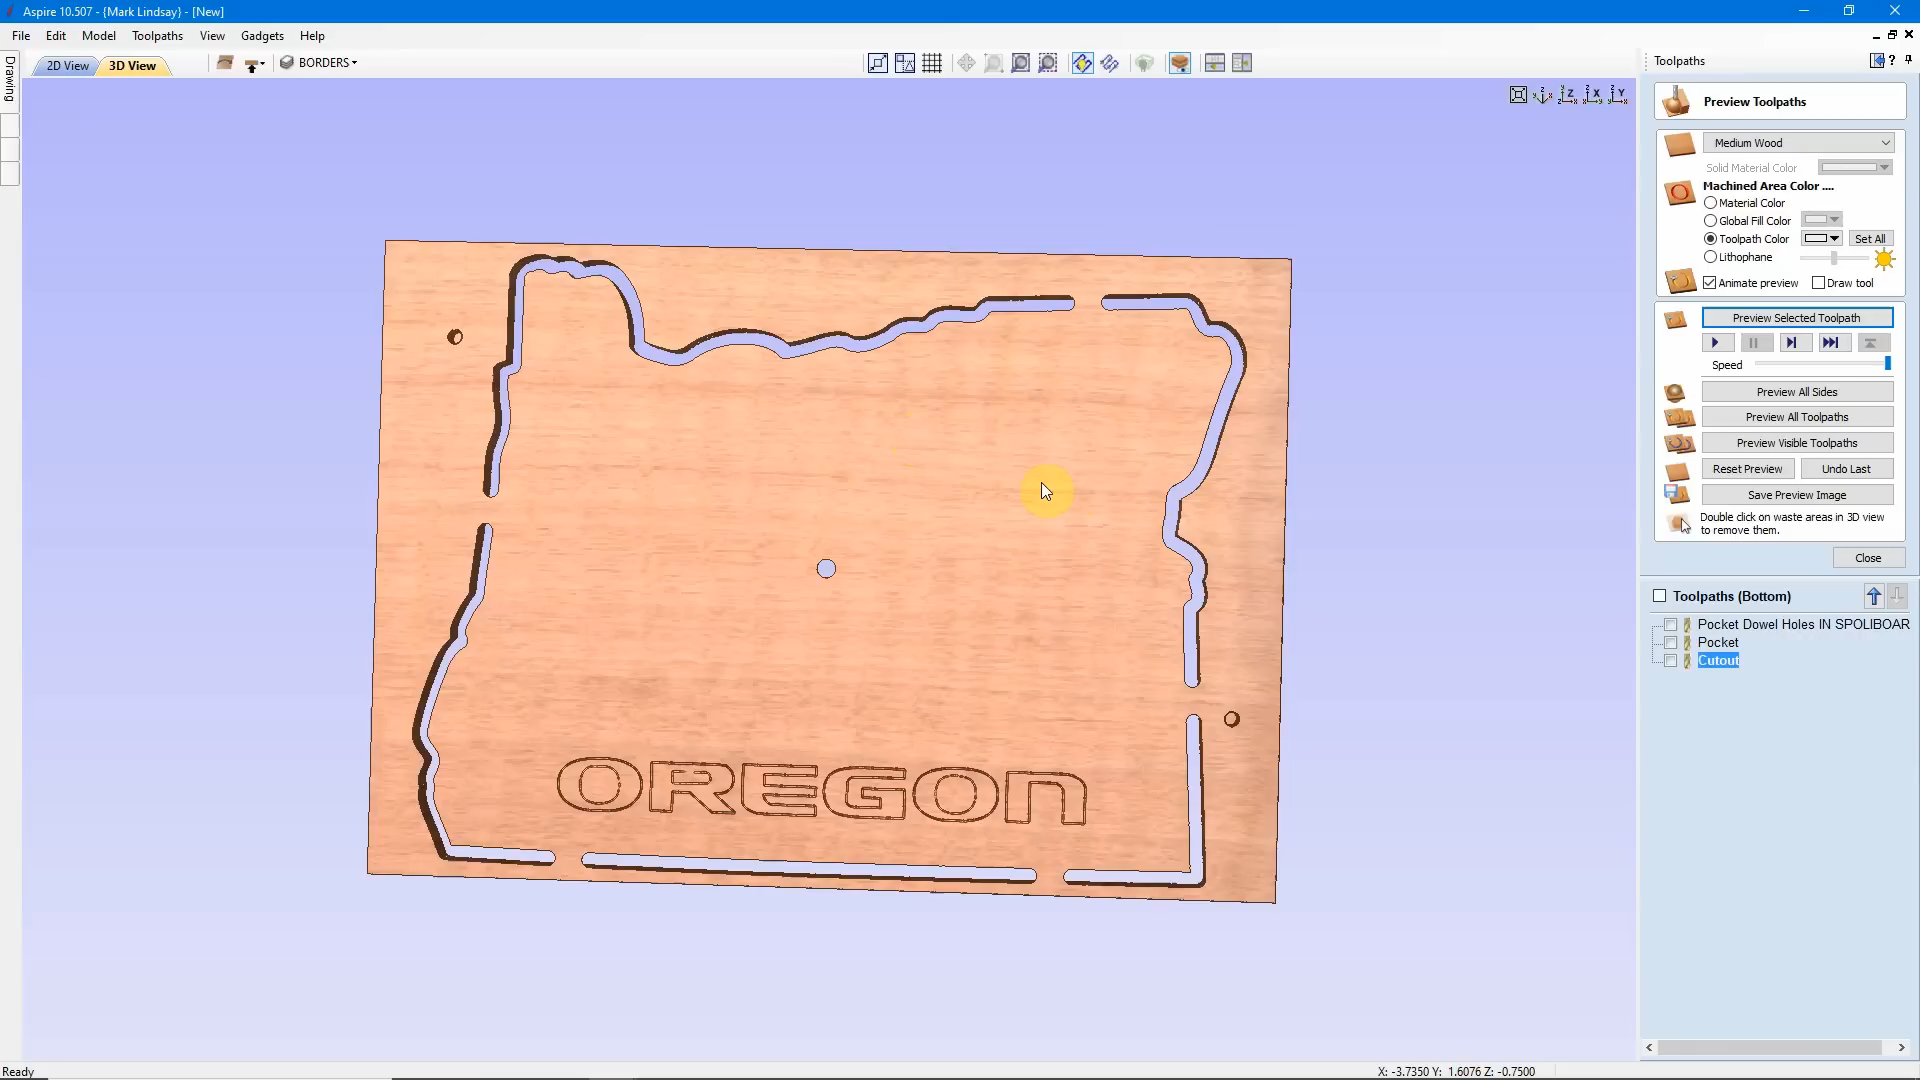 Aspire 10.507 - {Mark Lindsay} - [New]
File Edit Model Toolpaths View Gadgets Help
Drawing
2D View 3D View BORDERS
Z X Y
OREGON
Toolpaths
Preview Toolpaths
Medium Wood
Solid Material Color
Machined Area Color ....
Material Color
Global Fill Color
Toolpath Color Set All
Lithophane
Animate preview Draw tool
Preview Selected Toolpath
Speed
Preview All Sides
Preview All Toolpaths
Preview Visible Toolpaths
Reset Preview Undo Last
Save Preview Image
Double click on waste areas in 3D view
to remove them.
Close
Toolpaths (Bottom)
Pocket Dowel Holes IN SPOLIBOAR
Pocket
Cutout
Ready X: -3.7350 Y: 1.6076 Z: -0.7500